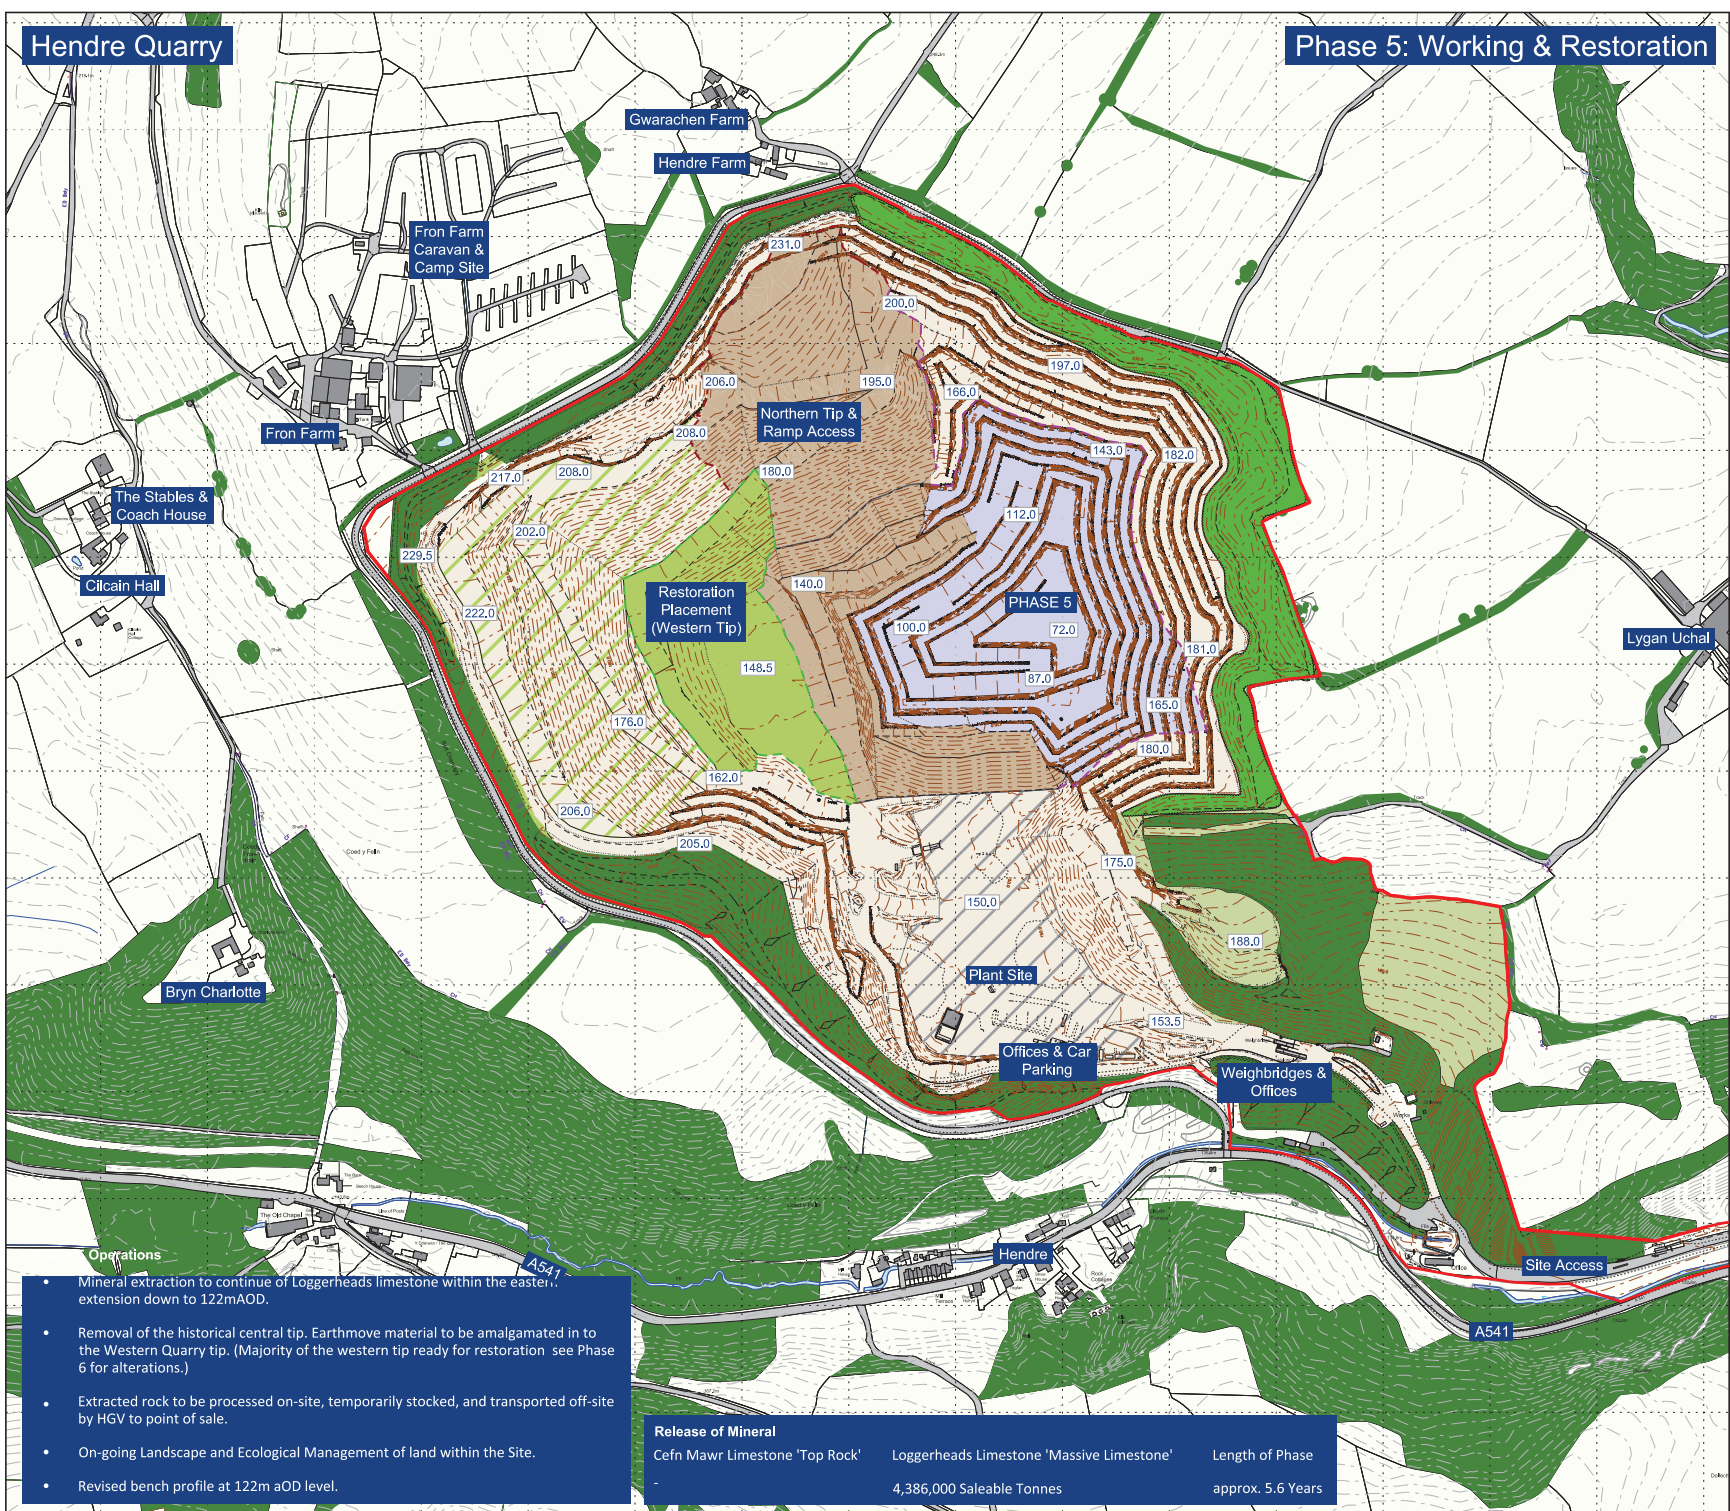 Hendre Quarry
Phase 5: Working & Restoration
Gwarachen Farm
Hendre Farm
Fron Farm
Caravan &
Camp Site
231.0
200.0
197.0
206.0
195.0
166.0
Northern Tip &
Ramp Access
Fron Farm
208.0
143.0
182.0
217.0
208.0
180.0
The Stables &
Coach House
112.0
202.0
229.5
Cilcain Hall
140.0
Restoration
Placement
(Western Tip)
PHASE 5
222.0
100.0
72.0
Lygan Uchal
181.0
148.5
87.0
176.0
165.0
180.0
162.0
206.0
205.0
175.0
Coed y Felin
150.0
188.0
Plant Site
Bryn Charlotte
153.5
Offices & Car
Parking
Weighbridges &
Offices
Works
The Old Chapel
Hendre
Site Access
Office
A541
A541
Operations
• Mineral extraction to continue of Loggerheads limestone within the eastern
extension down to 122mAOD.
• Removal of the historical central tip. Earthmove material to be amalgamated in to
the Western Quarry tip. (Majority of the western tip ready for restoration see Phase
6 for alterations.)
• Extracted rock to be processed on-site, temporarily stocked, and transported off-site
by HGV to point of sale.
• On-going Landscape and Ecological Management of land within the Site.
• Revised bench profile at 122m aOD level.
Release of Mineral
Cefn Mawr Limestone 'Top Rock' Loggerheads Limestone 'Massive Limestone' Length of Phase
- 4,386,000 Saleable Tonnes approx. 5.6 Years